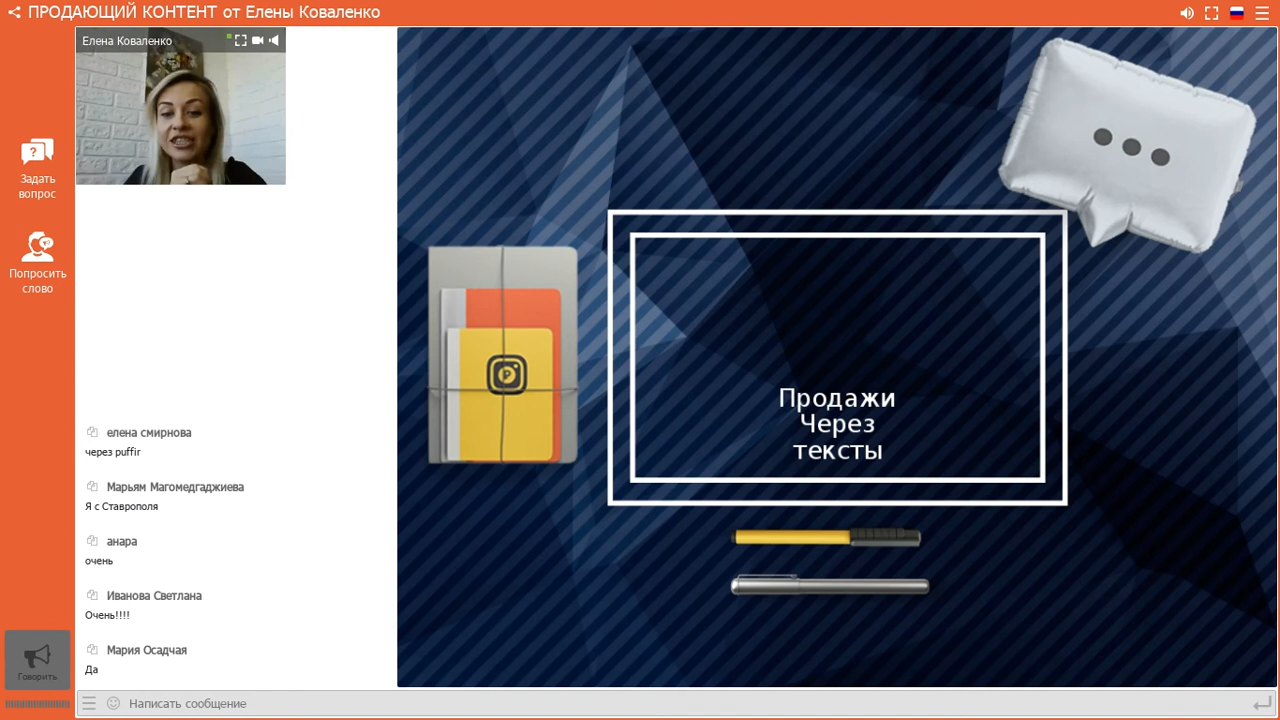 ПРОДАЮЩИЙ КОНТЕНТ от Елены Коваленко
Елена Коваленко
Задать
вопрос
Попросить
слово
елена смирнова
через puffir
Марьям Магомедгаджиева
Я с Ставрополя
анара
очень
Иванова Светлана
Очень!!!!
Мария Осадчая
Да
Говорить
Написать сообщение
Продажи
Через
тексты